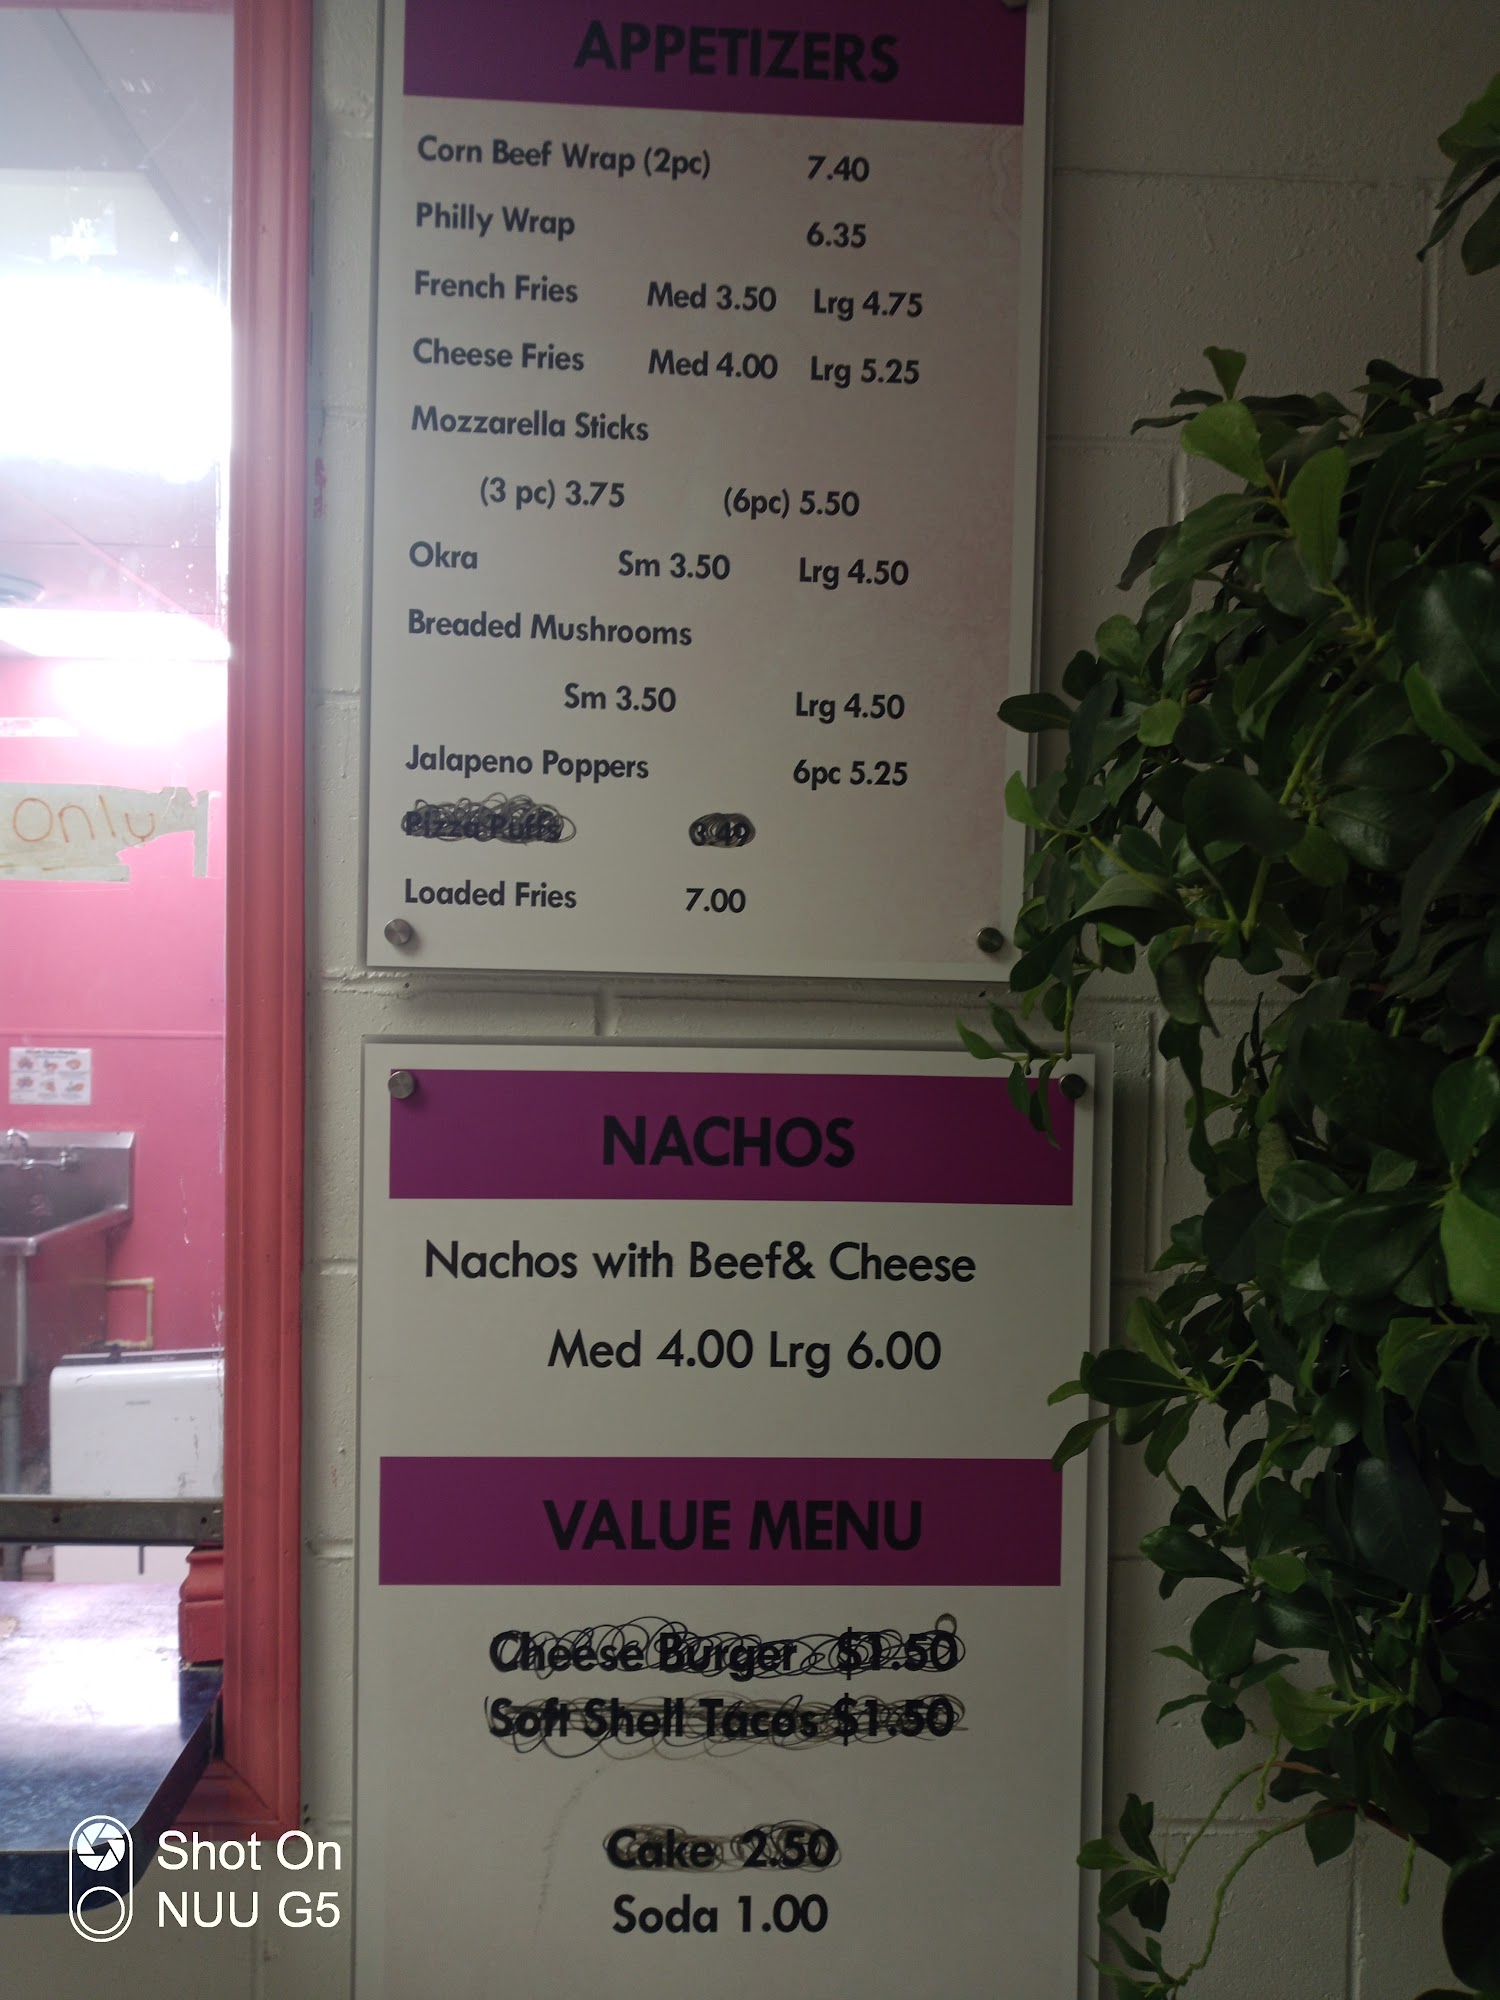 APPETIZERS
Corn Beef Wrap (2pc) 7.40
Philly Wrap 6.35
French Fries Med 3.50 Lrg 4.75
Cheese Fries Med 4.00 Lrg 5.25
Mozzarella Sticks
(3 pc) 3.75 (6pc) 5.50
Okra Sm 3.50 Lrg 4.50
Breaded Mushrooms
Sm 3.50 Lrg 4.50
Jalapeno Poppers 6pc 5.25
Pizza Puffs 3.49
Loaded Fries 7.00
Only
NACHOS
Nachos with Beef& Cheese
Med 4.00 Lrg 6.00
VALUE MENU
Cheese Burger $1.50
Soft Shell Tacos $1.50
Cake 2.50
Soda 1.00
Shot On
NUU G5